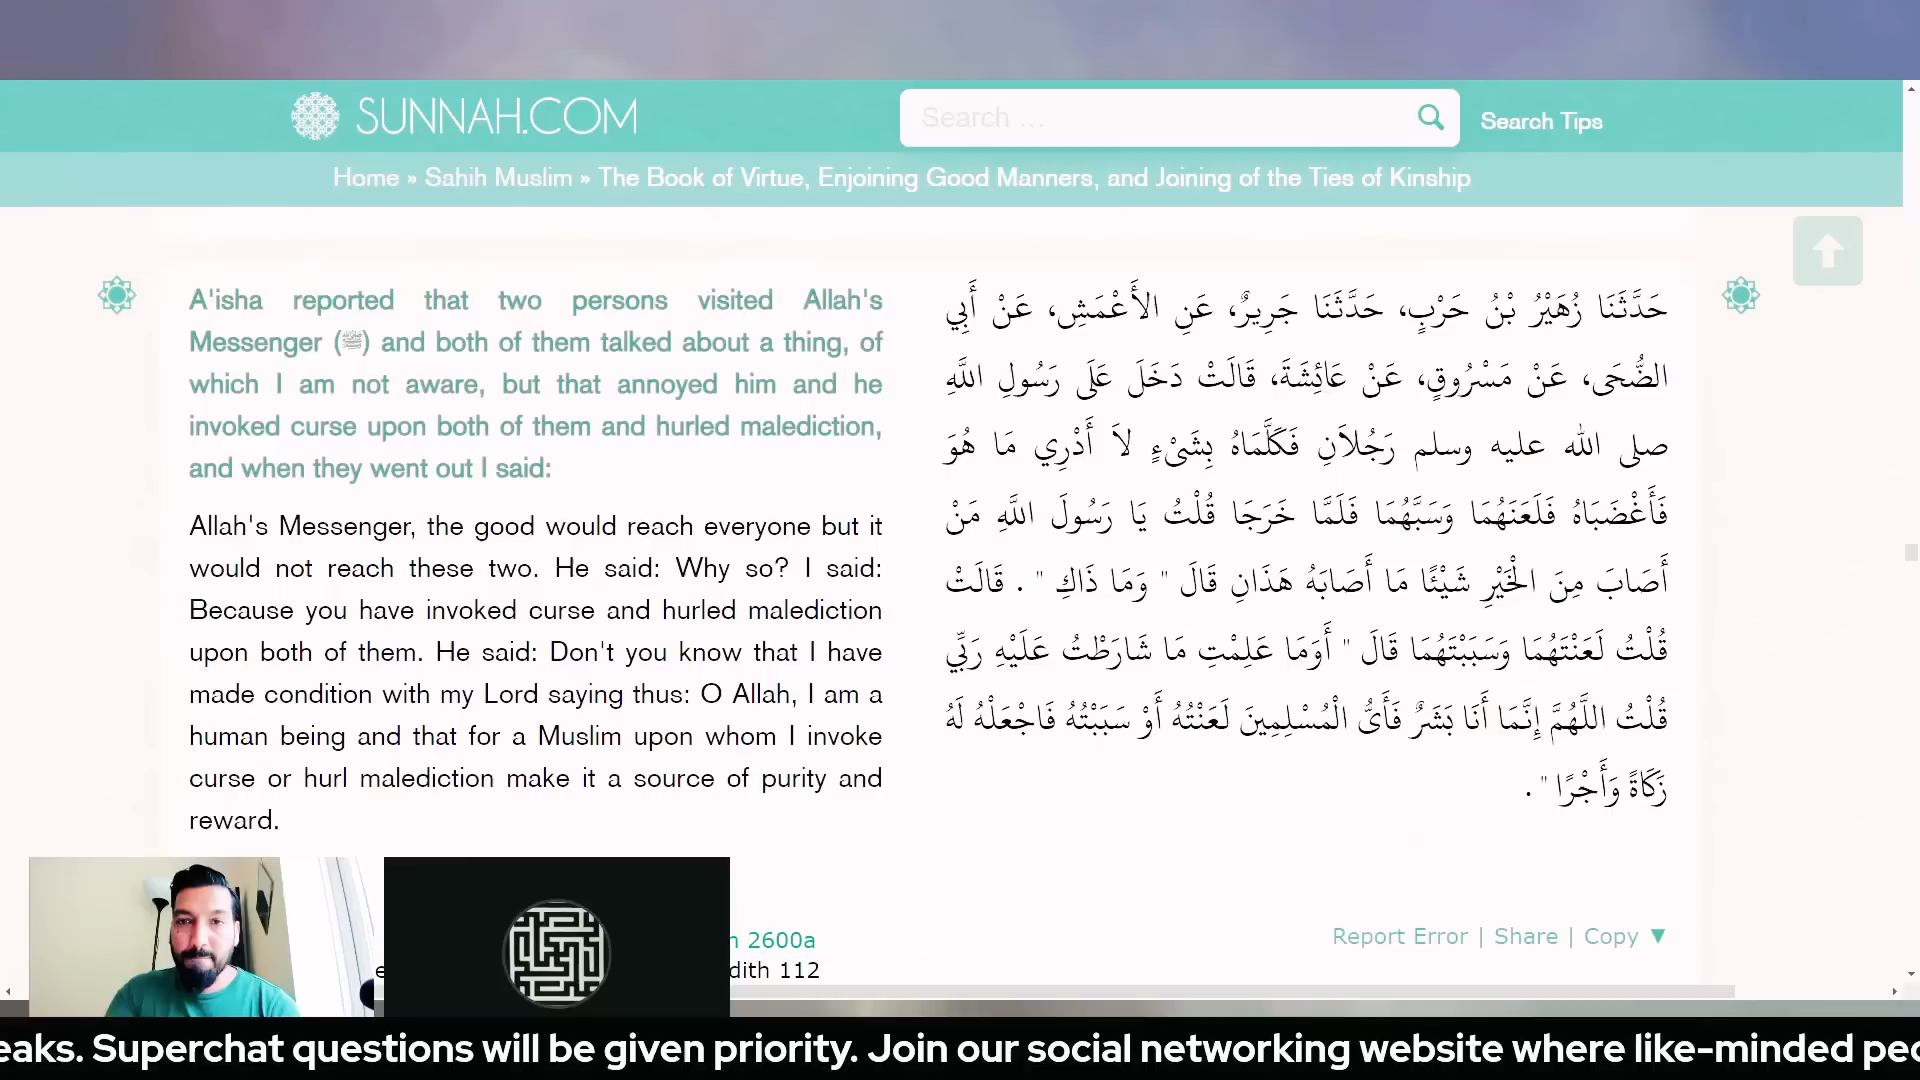 SUNNAH.COM
Search ...
Search Tips
Home » Sahih Muslim » The Book of Virtue, Enjoining Good Manners, and Joining of the Ties of Kinship
A'isha reported that two persons visited Allah's
Messenger (ﷺ) and both of them talked about a thing, of
which I am not aware, but that annoyed him and he
invoked curse upon both of them and hurled malediction,
and when they went out I said:
Allah's Messenger, the good would reach everyone but it
would not reach these two. He said: Why so? I said:
Because you have invoked curse and hurled malediction
upon both of them. He said: Don't you know that I have
made condition with my Lord saying thus: O Allah, I am a
human being and that for a Muslim upon whom I invoke
curse or hurl malediction make it a source of purity and
reward.
حَدَّثَنَا زُهَيْرُ بْنُ حَرْبٍ، حَدَّثَنَا جَرِيرٌ، عَنِ الأَعْمَشِ، عَنْ أَبِي
الضُّحَى، عَنْ مَسْرُوقٍ، عَنْ عَائِشَةَ، قَالَتْ دَخَلَ عَلَى رَسُولِ اللَّهِ
صلى الله عليه وسلم رَجُلاَنِ فَكَلَّمَاهُ بِشَىْءٍ لاَ أَدْرِي مَا هُوَ
فَأَغْضَبَاهُ فَلَعَنَهُمَا وَسَبَّهُمَا فَلَمَّا خَرَجَا قُلْتُ يَا رَسُولَ اللَّهِ مَنْ
أَصَابَ مِنَ الْخَيْرِ شَيْئًا مَا أَصَابَهُ هَذَانِ قَالَ " وَمَا ذَاكِ " . قَالَتْ
قُلْتُ لَعَنْتَهُمَا وَسَبَبْتَهُمَا قَالَ " أَوَمَا عَلِمْتِ مَا شَارَطْتُ عَلَيْهِ رَبِّي
قُلْتُ اللَّهُمَّ إِنَّمَا أَنَا بَشَرٌ فَأَىُّ الْمُسْلِمِينَ لَعَنْتُهُ أَوْ سَبَبْتُهُ فَاجْعَلْهُ لَهُ
زَكَاةً وَأَجْرًا " .
n 2600a
dith 112
Report Error | Share | Copy ▼
eaks. Superchat questions will be given priority. Join our social networking website where like-minded pec